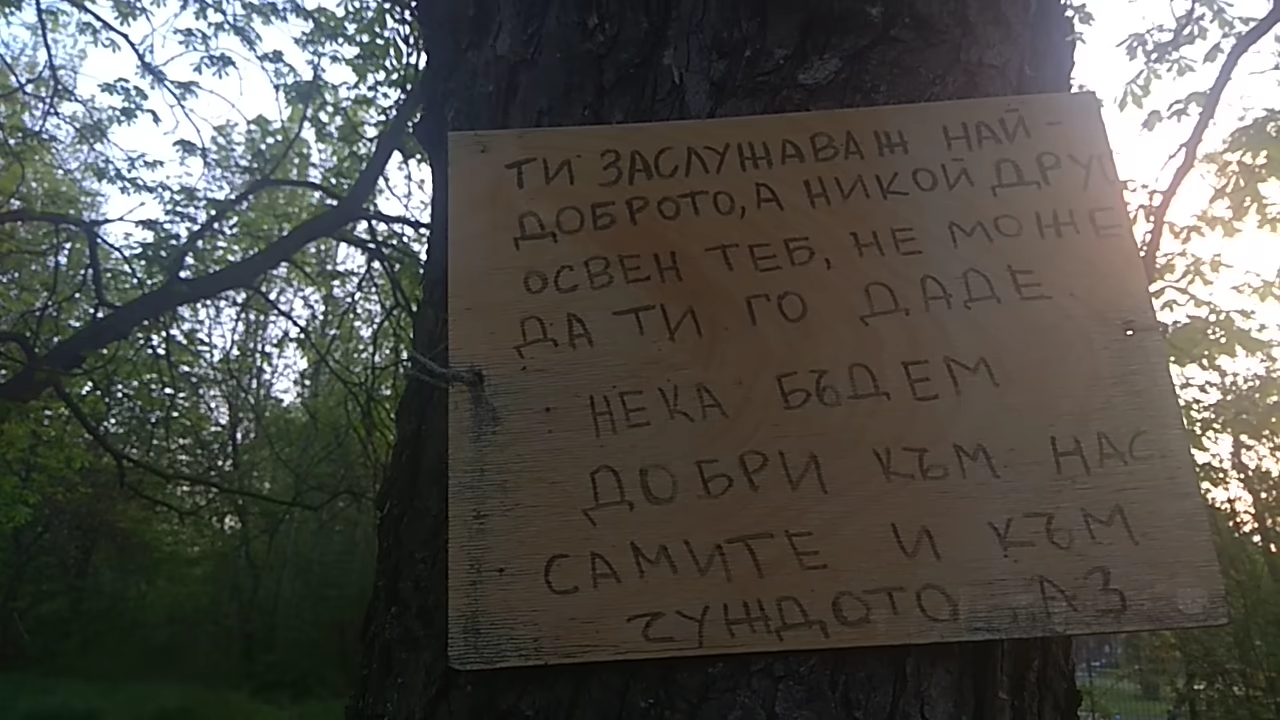 ТИ ЗАСЛУЖАВАШ НАЙ-
ДОБРОТО, А НИКОЙ ДРУГ
ОСВЕН ТЕБ, НЕ МОЖЕ
ДА ТИ ГО ДАДЕ
НЕКА БЪДЕМ
ДОБРИ КЪМ НАС
САМИТЕ И КЪМ
ЧУЖДОТО АЗ